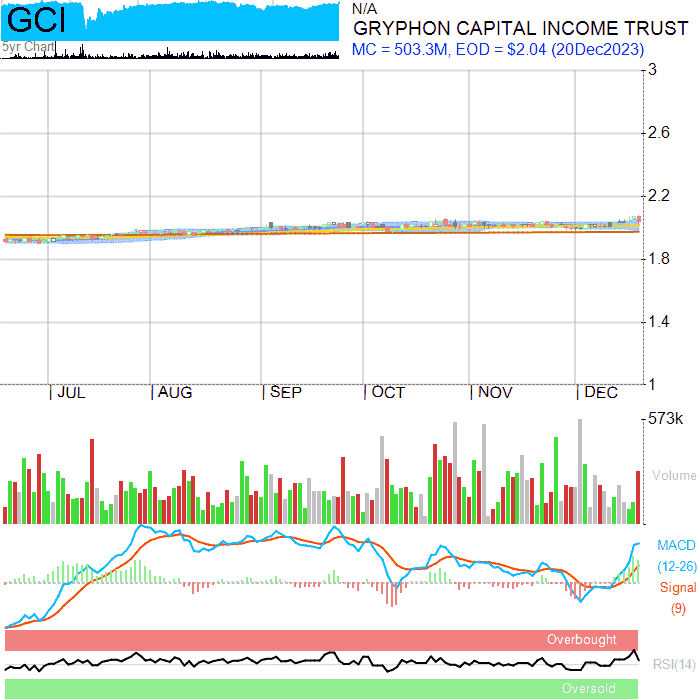 GCI
N/A
GRYPHON CAPITAL INCOME TRUST
5yr Chart
MC = 503.3M, EOD = $2.04 (20Dec2023)
3
2.6
2.2
1.8
1.4
1
JUL AUG SEP OCT NOV DEC
573k
Volume
MACD
(12-26)
Signal
(9)
Overbought
RSI(14)
Oversold